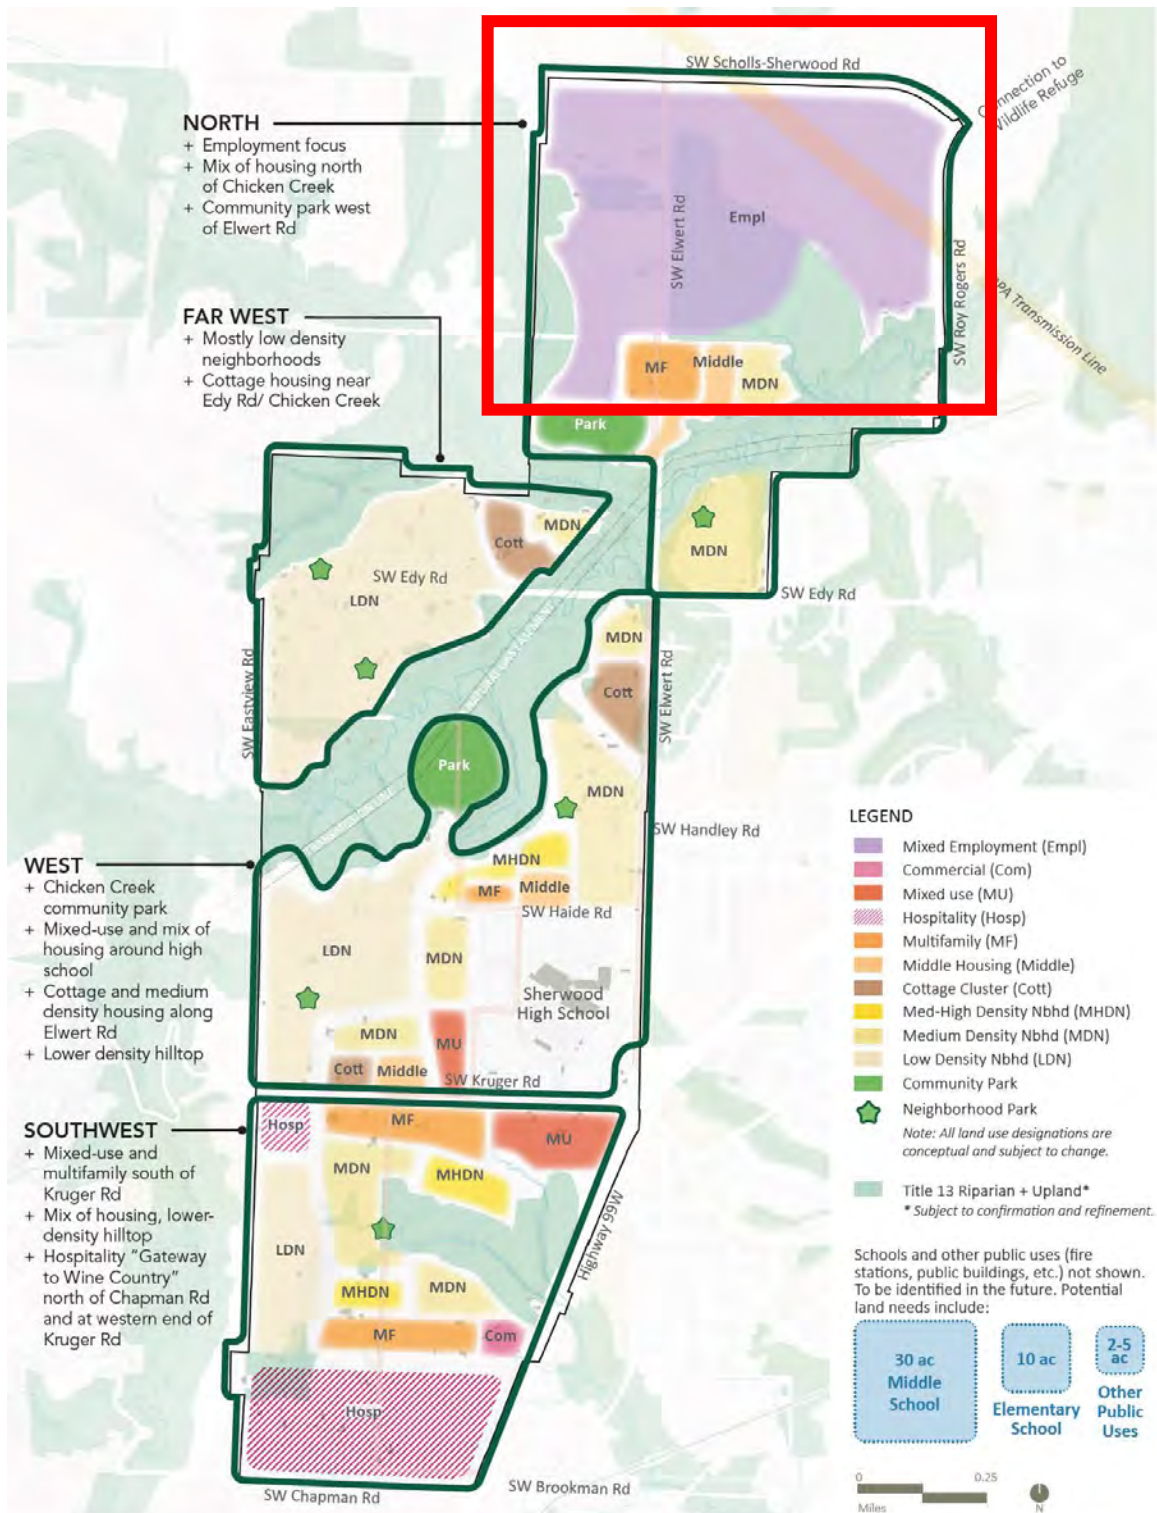 SW Scholls-Sherwood Rd
Connection to
Wildlife Refuge
NORTH
+ Employment focus
+ Mix of housing north
of Chicken Creek
+ Community park west
of Elwert Rd
SW Elwert Rd
Empl
SW Roy Rogers Rd
BPA Transmission Line
FAR WEST
+ Mostly low density
neighborhoods
+ Cottage housing near
Edy Rd/ Chicken Creek
MF
Middle
MDN
Park
MDN
Cott
MDN
SW Edy Rd
LDN
SW Edy Rd
MDN
SW Eastview Rd
Cott
SW Elwert Rd
Park
MDN
SW Handley Rd
TRANSMISSION LINE
WEST
+ Chicken Creek
community park
+ Mixed-use and mix of
housing around high
school
+ Cottage and medium
density housing along
Elwert Rd
+ Lower density hilltop
MHDN
MF
Middle
SW Haide Rd
LDN
MDN
Sherwood
High School
MDN
MU
Cott
Middle
SW Kruger Rd
SOUTHWEST
+ Mixed-use and
multifamily south of
Kruger Rd
+ Mix of housing, lower-
density hilltop
+ Hospitality “Gateway
to Wine Country”
north of Chapman Rd
and at western end of
Kruger Rd
Hosp
MF
MU
MDN
MHDN
LDN
Highway 99W
MHDN
MDN
MF
Com
Hosp
SW Chapman Rd
SW Brookman Rd
LEGEND
Mixed Employment (Empl)
Commercial (Com)
Mixed use (MU)
Hospitality (Hosp)
Multifamily (MF)
Middle Housing (Middle)
Cottage Cluster (Cott)
Med-High Density Nbhd (MHDN)
Medium Density Nbhd (MDN)
Low Density Nbhd (LDN)
Community Park
Neighborhood Park
Note: All land use designations are
conceptual and subject to change.
Title 13 Riparian + Upland*
* Subject to confirmation and refinement.
Schools and other public uses (fire
stations, public buildings, etc.) not shown.
To be identified in the future. Potential
land needs include:
30 ac
Middle
School
10 ac
Elementary
School
2-5
ac
Other
Public
Uses
0
0.25
Miles
N